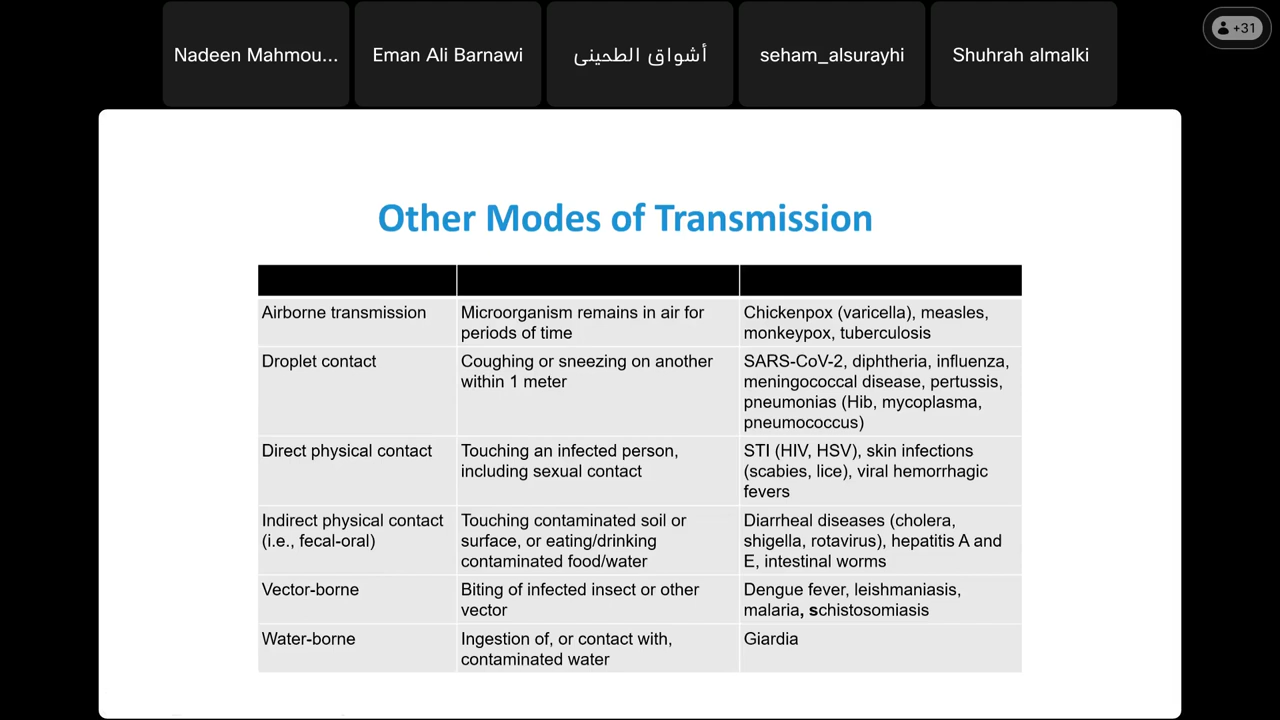 Nadeen Mahmou...
Eman Ali Barnawi
أشواق الطحينى
seham_alsurayhi
Shuhrah almalki
+31
Other Modes of Transmission
Airborne transmission
Microorganism remains in air for
periods of time
Chickenpox (varicella), measles,
monkeypox, tuberculosis
Droplet contact
Coughing or sneezing on another
within 1 meter
SARS-CoV-2, diphtheria, influenza,
meningococcal disease, pertussis,
pneumonias (Hib, mycoplasma,
pneumococcus)
Direct physical contact
Touching an infected person,
including sexual contact
STI (HIV, HSV), skin infections
(scabies, lice), viral hemorrhagic
fevers
Indirect physical contact
(i.e., fecal-oral)
Touching contaminated soil or
surface, or eating/drinking
contaminated food/water
Diarrheal diseases (cholera,
shigella, rotavirus), hepatitis A and
E, intestinal worms
Vector-borne
Biting of infected insect or other
vector
Dengue fever, leishmaniasis,
malaria, schistosomiasis
Water-borne
Ingestion of, or contact with,
contaminated water
Giardia